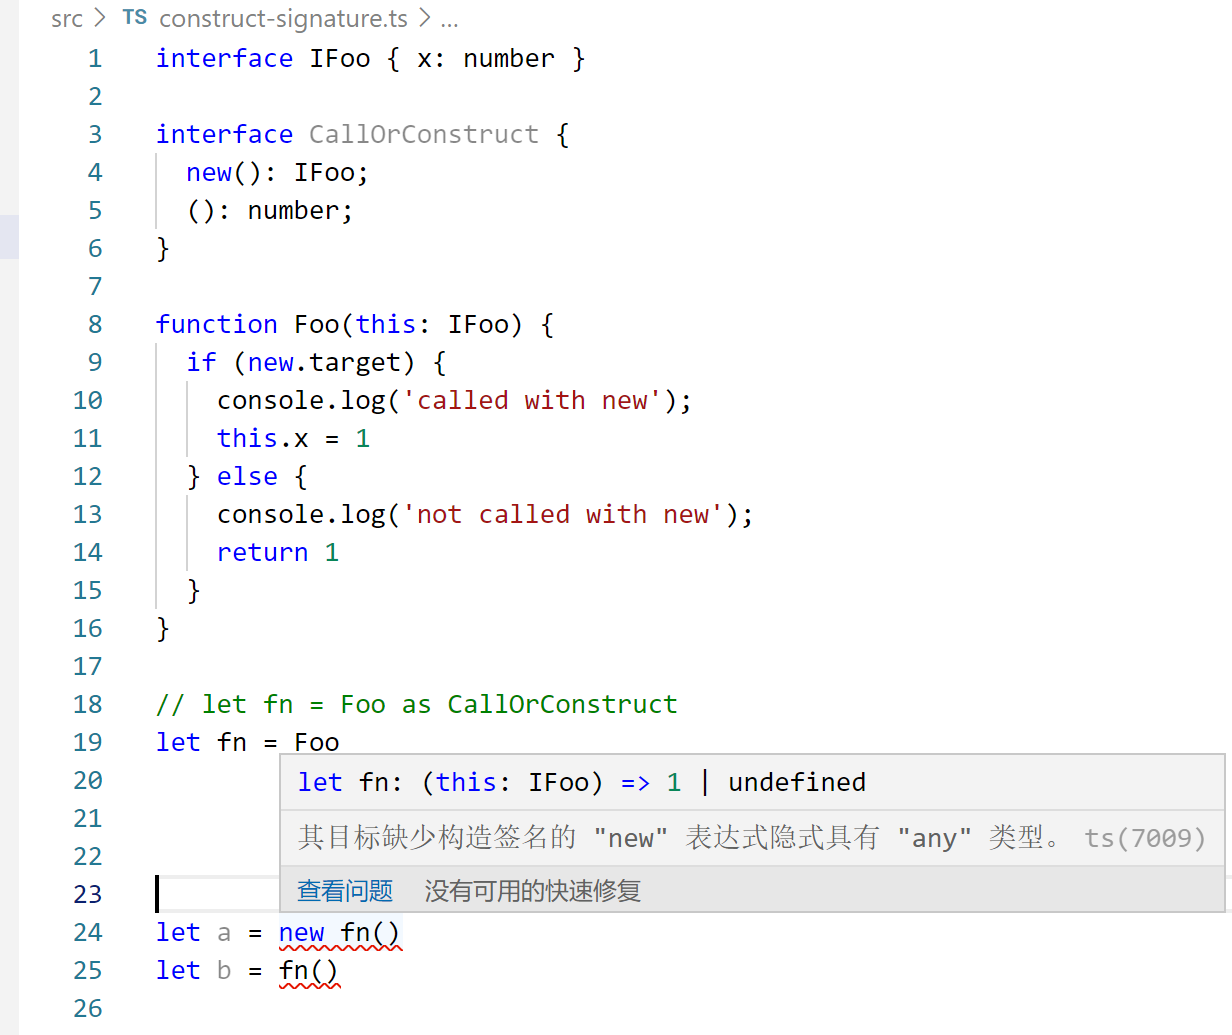 src > TS construct-signature.ts > ...
1 interface IFoo { x: number }
2
3 interface CallOrConstruct {
4   new(): IFoo;
5   (): number;
6 }
7
8 function Foo(this: IFoo) {
9   if (new.target) {
10     console.log('called with new');
11     this.x = 1
12   } else {
13     console.log('not called with new');
14     return 1
15   }
16 }
17
18 // let fn = Foo as CallOrConstruct
19 let fn = Foo
20 let fn: (this: IFoo) => 1 | undefined
21 其目标缺少构造签名的 "new" 表达式隐式具有 "any" 类型。 ts(7009)
22
23 查看问题 没有可用的快速修复
24 let a = new fn()
25 let b = fn()
26